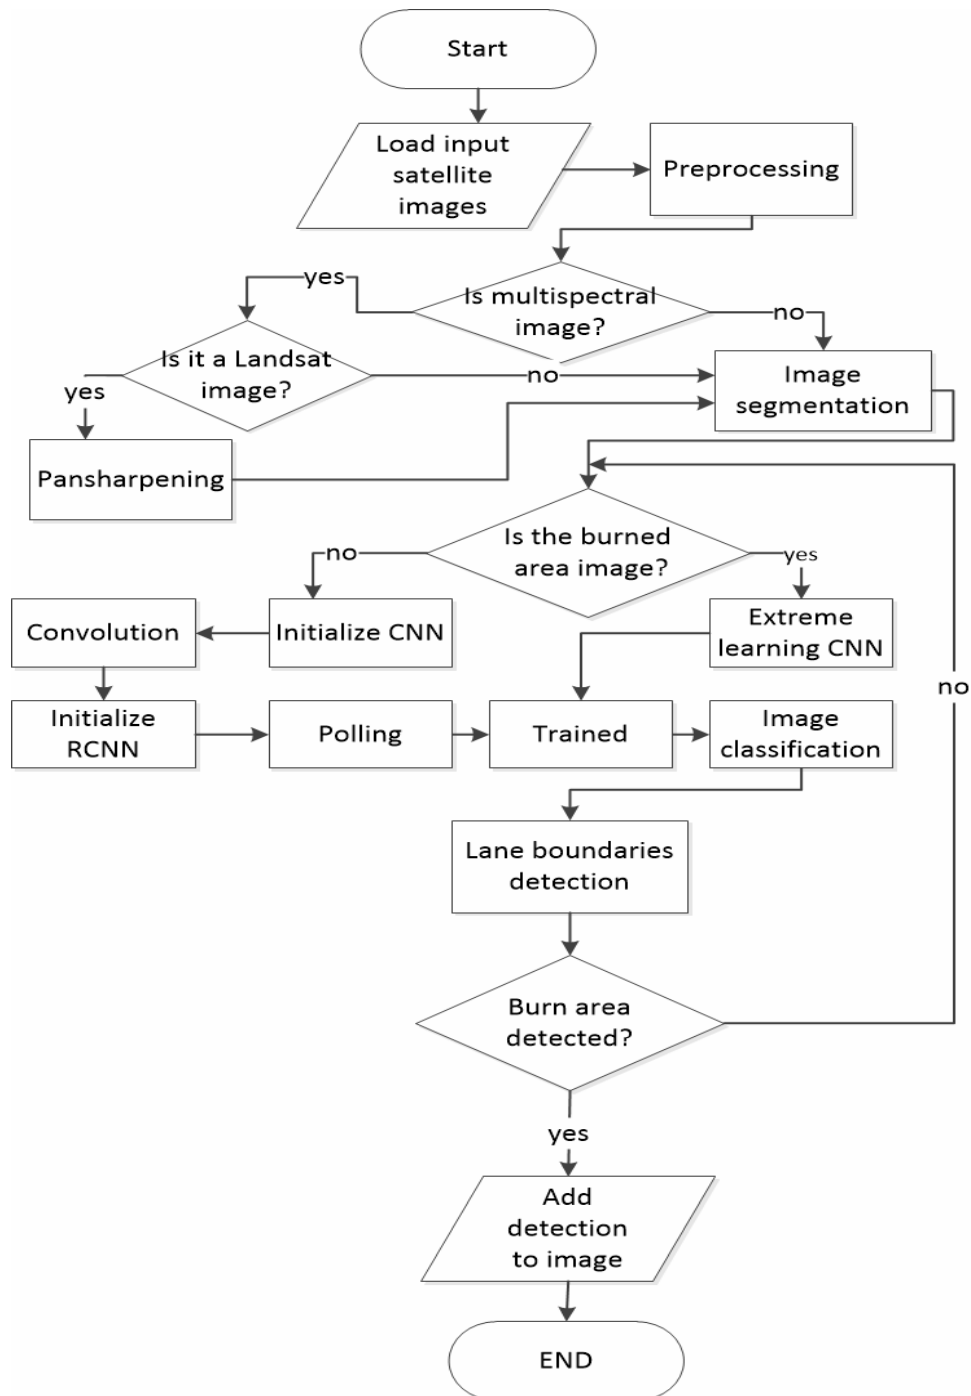 Start
Load input
satellite
images
Preprocessing
yes
Is multispectral
image?
no
Is it a Landsat
image?
yes
no
Image
segmentation
Pansharpening
Is the burned
area image?
no
yes
Convolution
Initialize CNN
Extreme
learning CNN
no
Initialize
RCNN
Polling
Trained
Image
classification
Lane boundaries
detection
Burn area
detected?
yes
Add
detection
to image
END